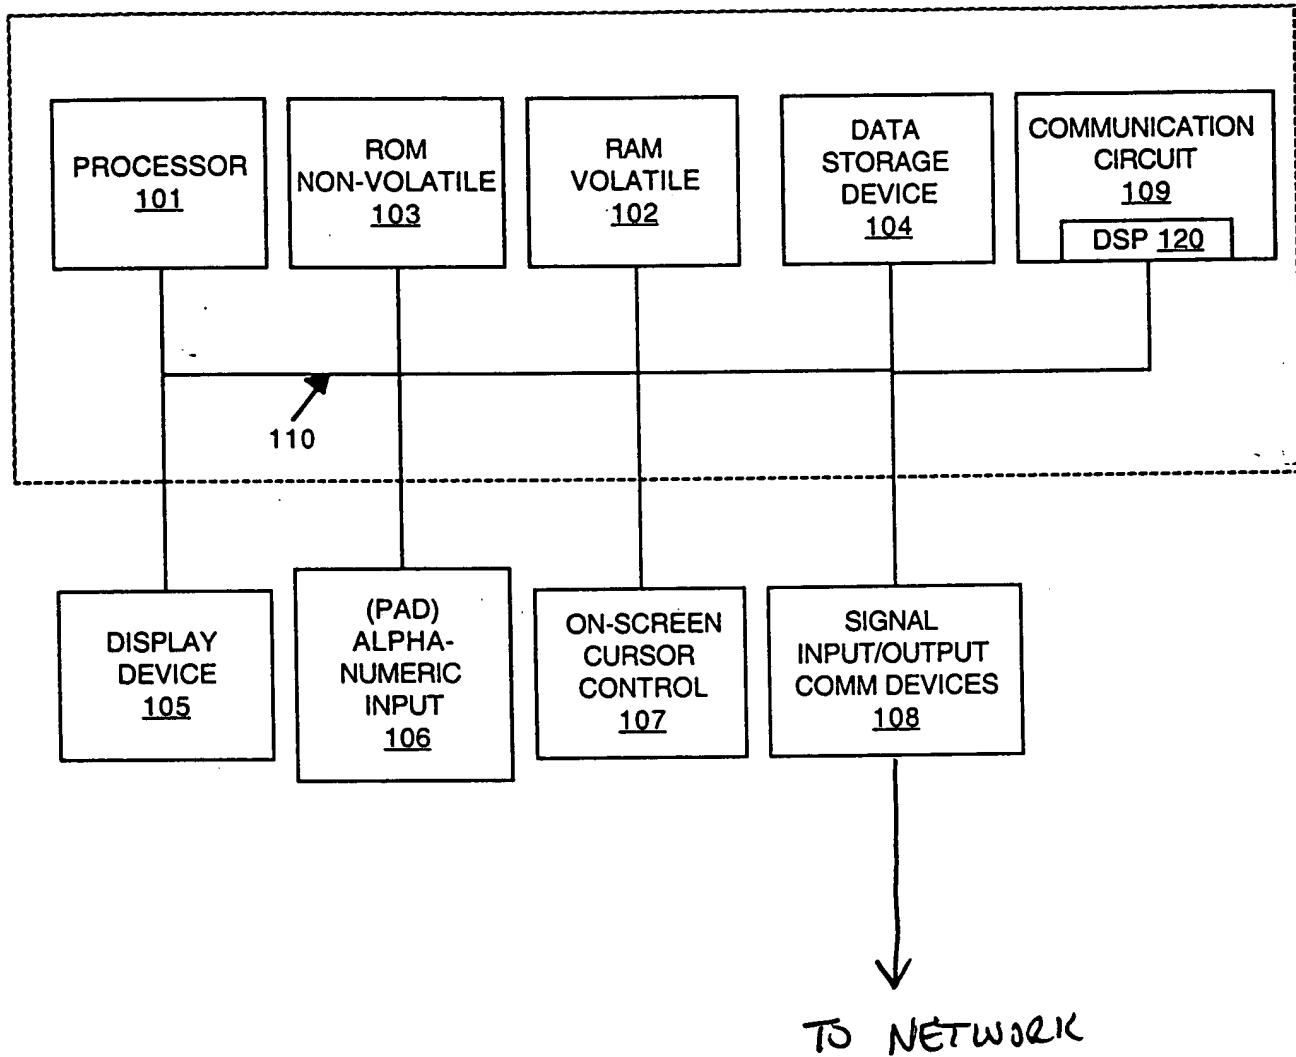 PROCESSOR
101
ROM
NON-VOLATILE
103
RAM
VOLATILE
102
DATA
STORAGE
DEVICE
104
COMMUNICATION
CIRCUIT
109
DSP 120
110
DISPLAY
DEVICE
105
(PAD)
ALPHA-
NUMERIC
INPUT
106
ON-SCREEN
CURSOR
CONTROL
107
SIGNAL
INPUT/OUTPUT
COMM DEVICES
108
TO NETWORK